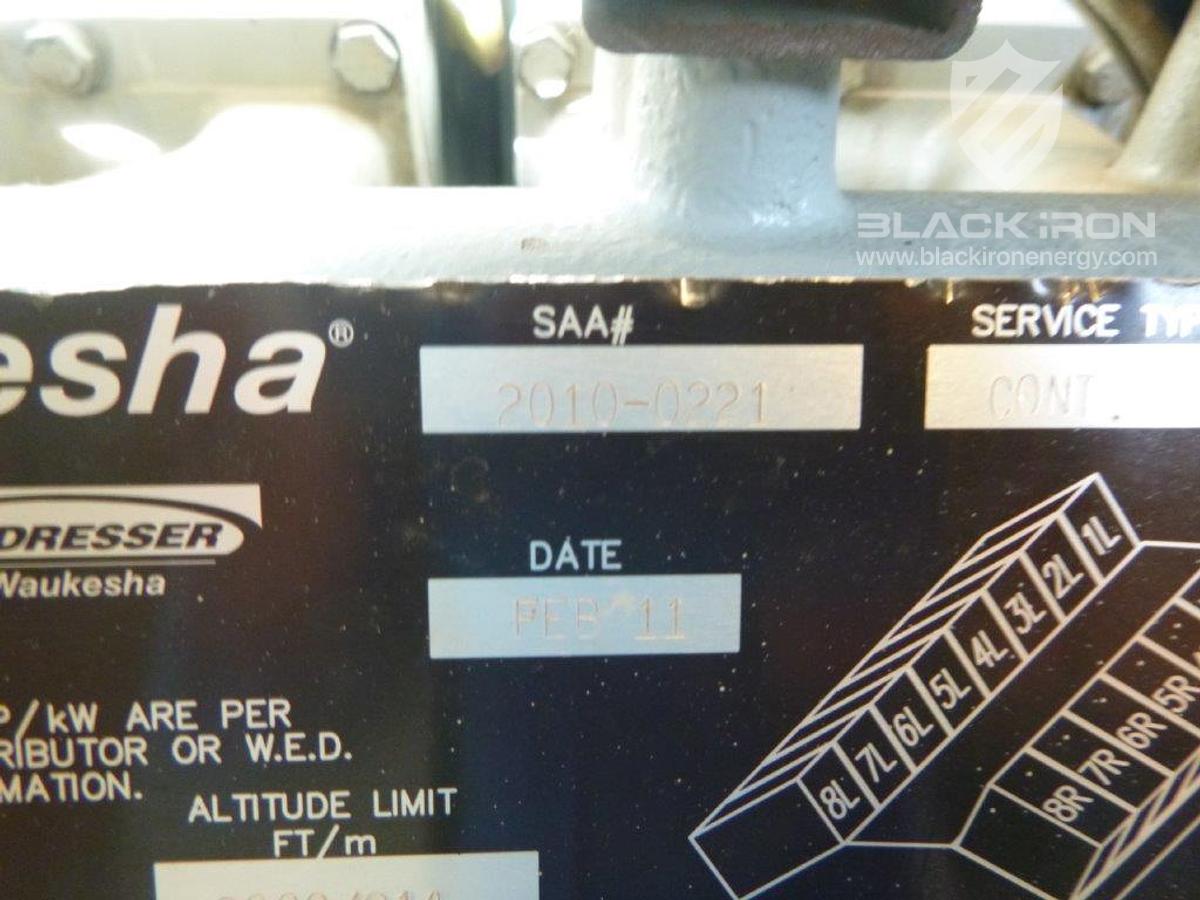 BLACK iRON
www.blackironenergy.com
esha®
SAA#
2010-0221
SERVICE TYP
CONT
DRESSER
Waukesha
DATE
FEB 11
P/kW ARE PER
RIBUTOR OR W.E.D.
MATION.
ALTITUDE LIMIT
FT/m
1L
2L
3L
4L
5L
6L
7L
8L
5R
6R
7R
8R